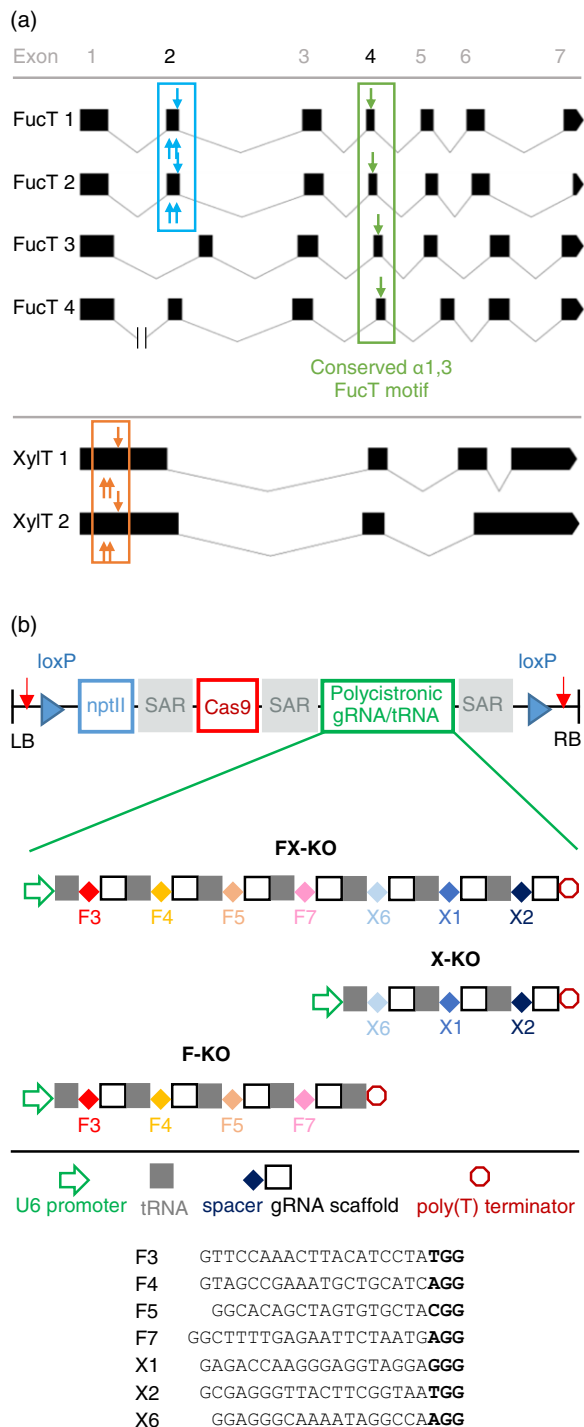 (a)
Exon 1 2 3 4 5 6 7
FucT 1
FucT 2
FucT 3
FucT 4
Conserved α1,3
FucT motif
XylT 1
XylT 2
(b)
loxP loxP
nptII SAR Cas9 SAR Polycistronic
gRNA/tRNA SAR
LB RB
FX-KO
F3 F4 F5 F7 X6 X1 X2
X-KO
X6 X1 X2
F-KO
F3 F4 F5 F7
U6 promoter tRNA spacer gRNA scaffold poly(T) terminator
F3 GTTCCAAACTTACATCCTATGG
F4 GTAGCCGAAATGCTGCATCAGG
F5 GGCACAGCTAGTGTGCTACGG
F7 GGCTTTTGAGAATTCTAATGAGG
X1 GAGACCAAGGGAGGTAGGAGGG
X2 GCGAGGGTTACTTCGGTAATGG
X6 GGAGGGCAAAATAGGCCAAGG